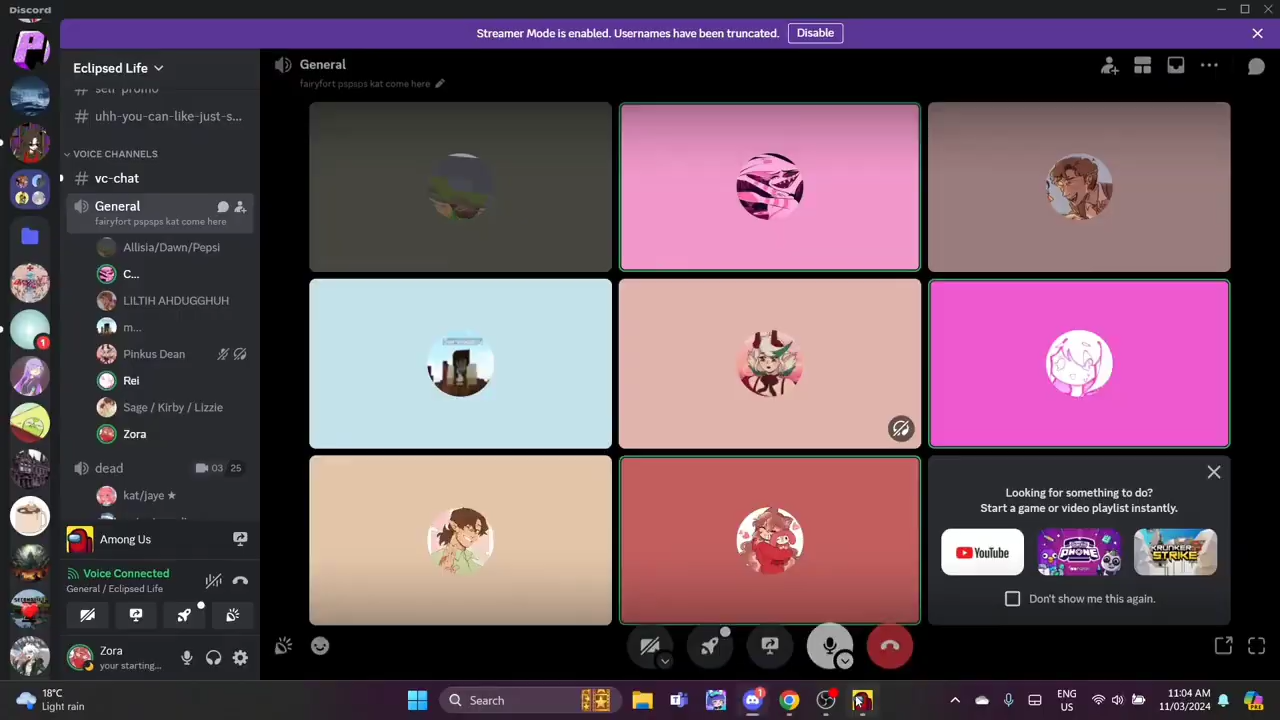 Discord
Streamer Mode is enabled. Usernames have been truncated.
Disable
Eclipsed Life
# self-promo
# uhh-you-can-like-just-s...
VOICE CHANNELS
# vc-chat
General
fairyfort pspsps kat come here
Allisia/Dawn/Pepsi
C...
LILTIH AHDUGGHUH
m...
Pinkus Dean
Rei
Sage / Kirby / Lizzie
Zora
dead
03 25
kat/jaye ★
Among Us
Voice Connected
General / Eclipsed Life
Zora
your starting...
General
fairyfort pspsps kat come here
Looking for something to do?
Start a game or video playlist instantly.
YouTube
PHONE
KRUNKER
STRIKE
Don't show me this again.
1
18°C
Light rain
Search
1
ENG
US
11:04 AM
11/03/2024
PRE